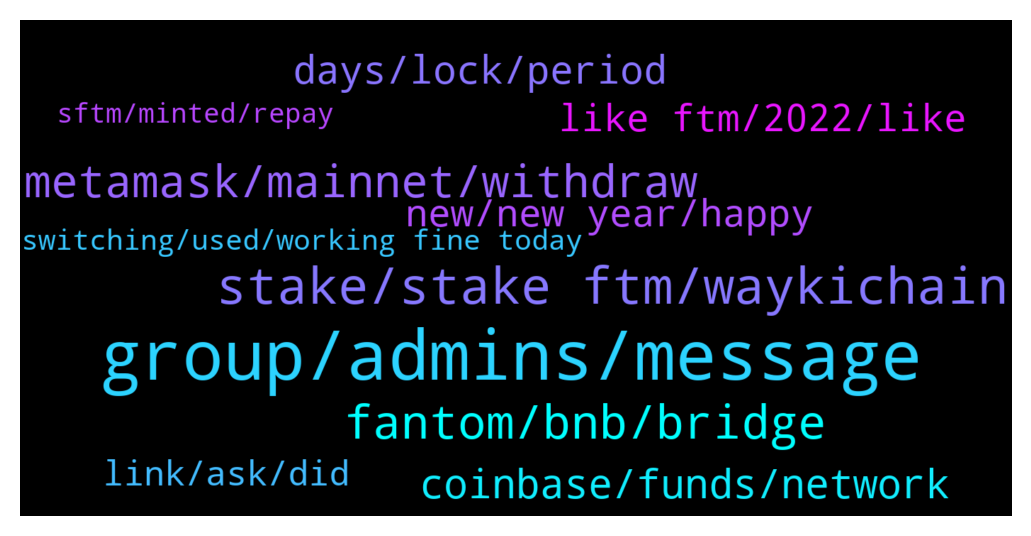 days/lock/period
sftm/minted/repay
like ftm/2022/like
metamask/mainnet/withdraw
new/new year/happy
switching/used/working fine today
stake/stake ftm/waykichain
group/admins/message
fantom/bnb/bridge
link/ask/did
coinbase/funds/network